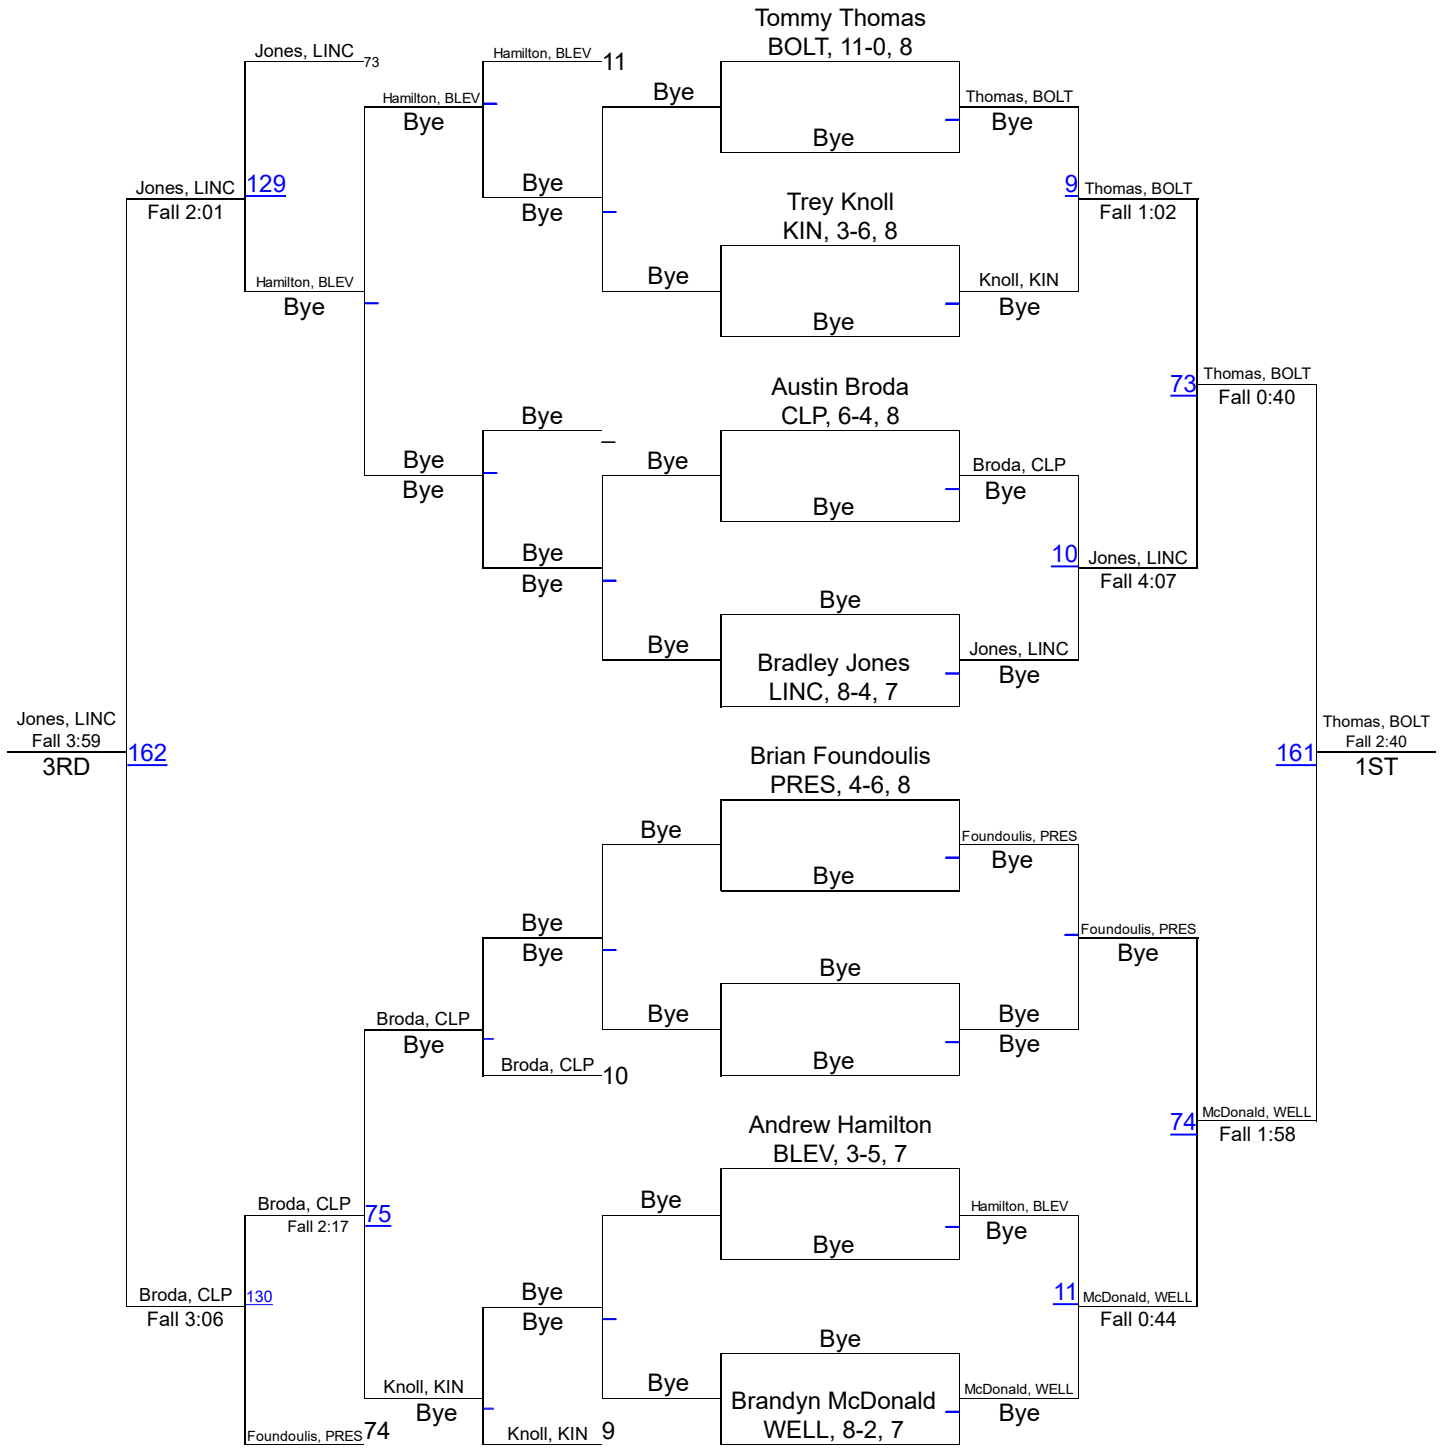 Tommy Thomas
Jones, LINC
73
Hamilton, BLEV
11
BOLT, 11-0, 8
Hamilton, BLEV
Bye
Bye
Thomas, BOLT
Bye
Bye
129
Jones, LINC
Fall 2:01
Bye
Bye
Trey Knoll
KIN, 3-6, 8
9
Thomas, BOLT
Fall 1:02
Hamilton, BLEV
Bye
Bye
Knoll, KIN
Bye
Bye
Austin Broda
CLP, 6-4, 8
73
Thomas, BOLT
Fall 0:40
Bye
Bye
Bye
Bye
Broda, CLP
Bye
Bye
Bye
Bye
10
Jones, LINC
Fall 4:07
Bye
Bye
Bradley Jones
LINC, 8-4, 7
Jones, LINC
Bye
Jones, LINC
Fall 3:59
3RD
162
Brian Foundoulis
PRES, 4-6, 8
161
Thomas, BOLT
Fall 2:40
1ST
Bye
Foundoulis, PRES
Bye
Bye
Bye
Bye
Foundoulis, PRES
Bye
Bye
Broda, CLP
Bye
Bye
Bye
Bye
Bye
Broda, CLP
10
Andrew Hamilton
BLEV, 3-5, 7
74
McDonald, WELL
Fall 1:58
Broda, CLP
Fall 2:17
75
Bye
Hamilton, BLEV
Bye
Bye
Broda, CLP
Fall 3:06
130
Bye
Bye
11
McDonald, WELL
Fall 0:44
Bye
Knoll, KIN
Bye
Bye
Brandyn McDonald
WELL, 8-2, 7
McDonald, WELL
Bye
Foundoulis, PRES
74
Knoll, KIN
9